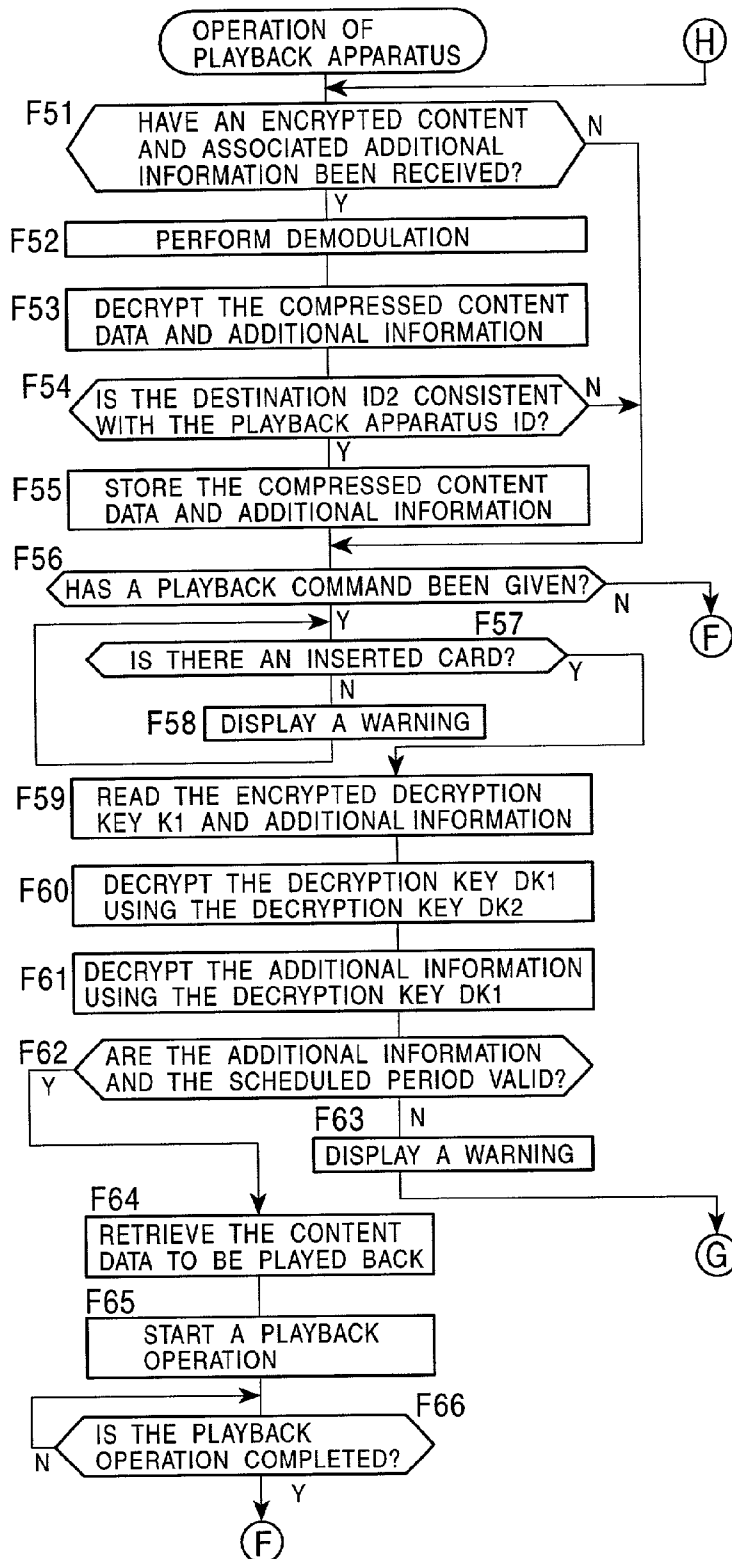 OPERATION OF
PLAYBACK APPARATUS
H
F51
HAVE AN ENCRYPTED CONTENT
AND ASSOCIATED ADDITIONAL
INFORMATION BEEN RECEIVED?
N
Y
F52
PERFORM DEMODULATION
F53
DECRYPT THE COMPRESSED CONTENT
DATA AND ADDITIONAL INFORMATION
F54
IS THE DESTINATION ID2 CONSISTENT
WITH THE PLAYBACK APPARATUS ID?
N
Y
F55
STORE THE COMPRESSED CONTENT
DATA AND ADDITIONAL INFORMATION
F56
HAS A PLAYBACK COMMAND BEEN GIVEN?
N
Y
F
F57
IS THERE AN INSERTED CARD?
Y
N
F58
DISPLAY A WARNING
F59
READ THE ENCRYPTED DECRYPTION
KEY K1 AND ADDITIONAL INFORMATION
F60
DECRYPT THE DECRYPTION KEY DK1
USING THE DECRYPTION KEY DK2
F61
DECRYPT THE ADDITIONAL INFORMATION
USING THE DECRYPTION KEY DK1
F62
ARE THE ADDITIONAL INFORMATION
AND THE SCHEDULED PERIOD VALID?
Y
N
F63
DISPLAY A WARNING
G
F64
RETRIEVE THE CONTENT
DATA TO BE PLAYED BACK
F65
START A PLAYBACK
OPERATION
F66
IS THE PLAYBACK
OPERATION COMPLETED?
N
Y
F